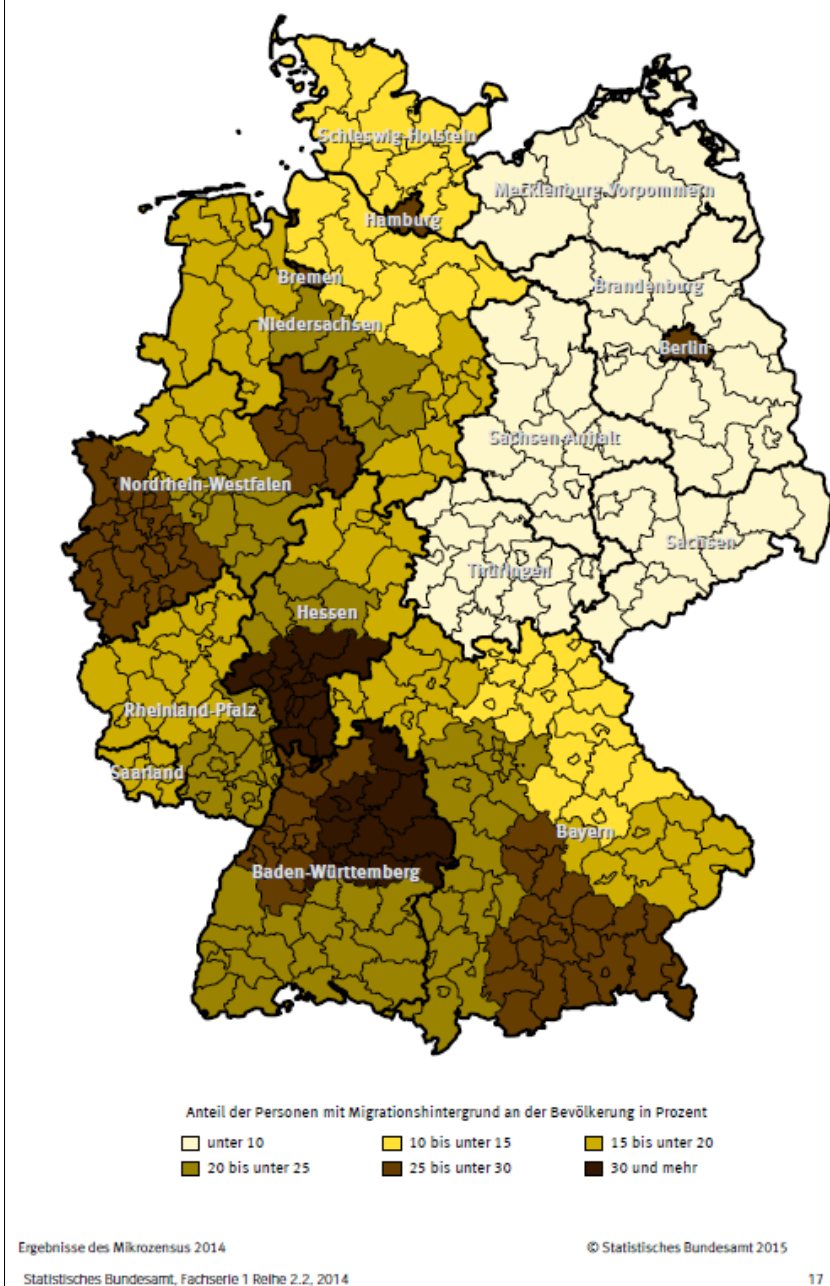 Schleswig-Holstein
Mecklenburg-Vorpommern
Hamburg
Bremen
Brandenburg
Niedersachsen
Berlin
Sachsen-Anhalt
Nordrhein-Westfalen
Sachsen
Thüringen
Hessen
Rheinland-Pfalz
Saarland
Bayern
Baden-Württemberg
Anteil der Personen mit Migrationshintergrund an der Bevölkerung in Prozent
unter 10 10 bis unter 15 15 bis unter 20
20 bis unter 25 25 bis unter 30 30 und mehr
Ergebnisse des Mikrozensus 2014 © Statistisches Bundesamt 2015
Statistisches Bundesamt, Fachserie 1 Reihe 2.2, 2014 17